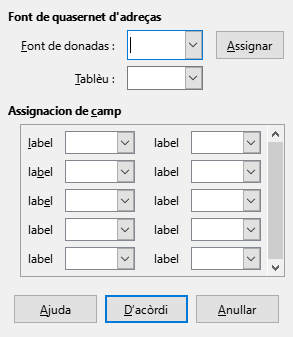 Font de quasernet d'adreças
Font de donadas :
Assignar
Tablèu :
Assignacion de camp
label label
label label
label label
label label
label label
Ajuda D'acòrdi Anullar